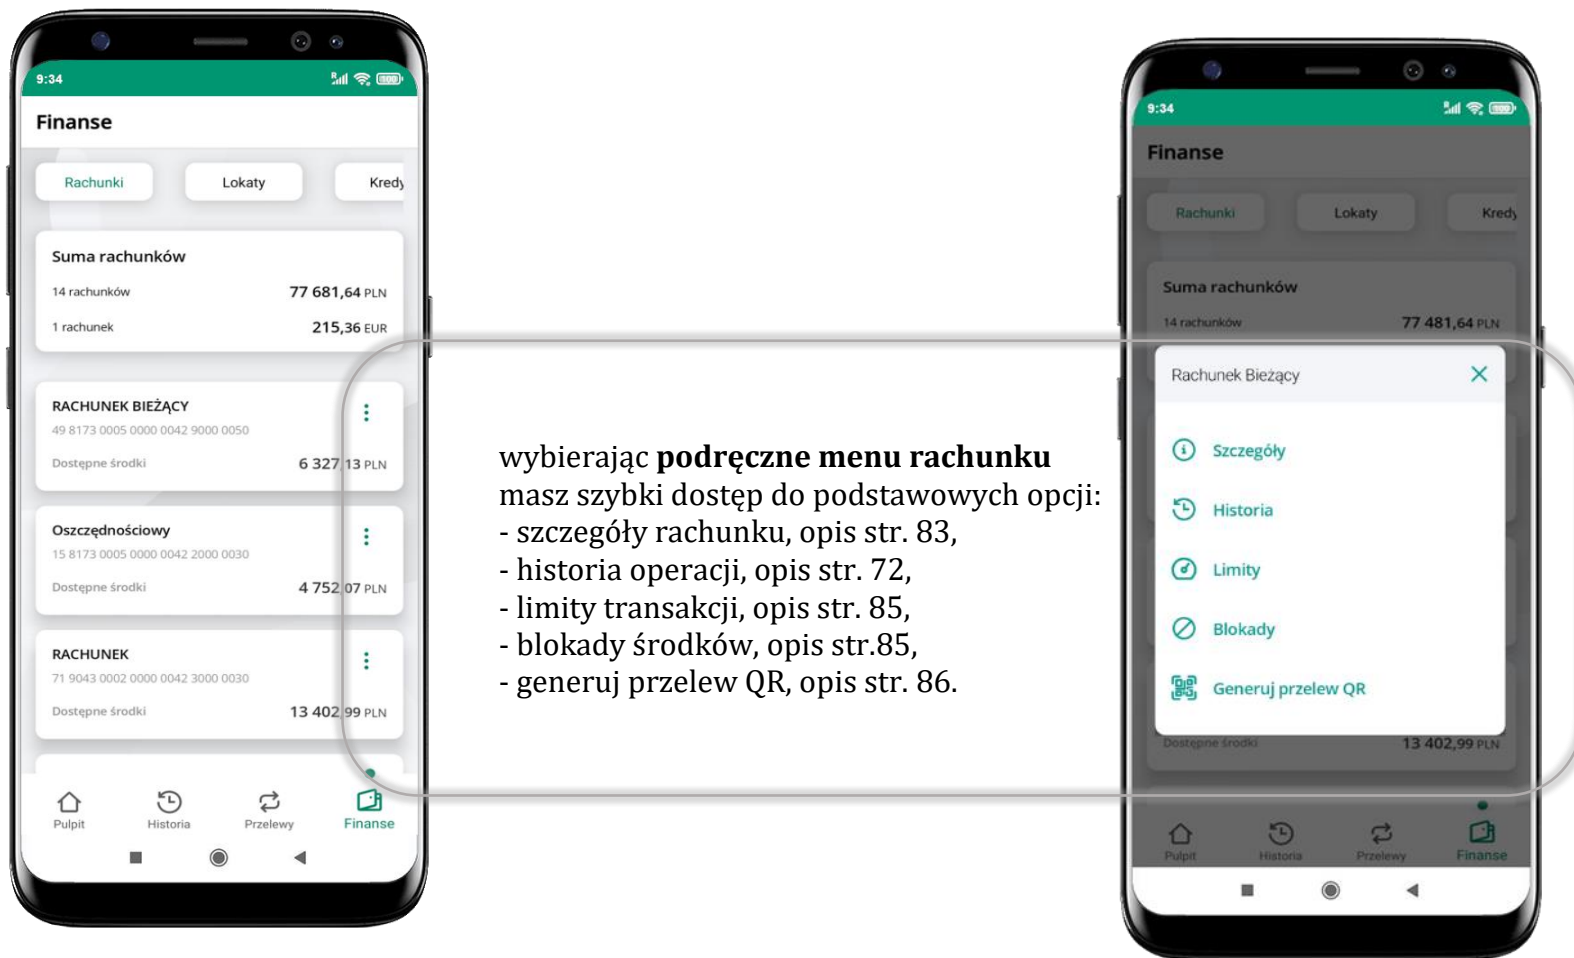 9:34
Finanse
Rachunki Lokaty Kredy
Suma rachunków
14 rachunków 77 681,64 PLN
1 rachunek 215,36 EUR
RACHUNEK BIEŻĄCY
49 8173 0005 0000 0042 9000 0050
Dostępne środki 6 327,13 PLN
Oszczędnościowy
15 8173 0005 0000 0042 2000 0030
Dostępne środki 4 752,07 PLN
RACHUNEK
71 9043 0002 0000 0042 3000 0030
Dostępne środki 13 402,99 PLN
Pulpit Historia Przelewy Finanse
wybierając podręczne menu rachunku
masz szybki dostęp do podstawowych opcji:
- szczegóły rachunku, opis str. 83,
- historia operacji, opis str. 72,
- limity transakcji, opis str. 85,
- blokady środków, opis str.85,
- generuj przelew QR, opis str. 86.
9:34
Finanse
Rachunki Lokaty Kredy
Suma rachunków
14 rachunków 77 481,64 PLN
Rachunek Bieżący
Szczegóły
Historia
Limity
Blokady
Generuj przelew QR
Dostępne środki 13 402,99 PLN
Pulpit Historia Przelewy Finanse